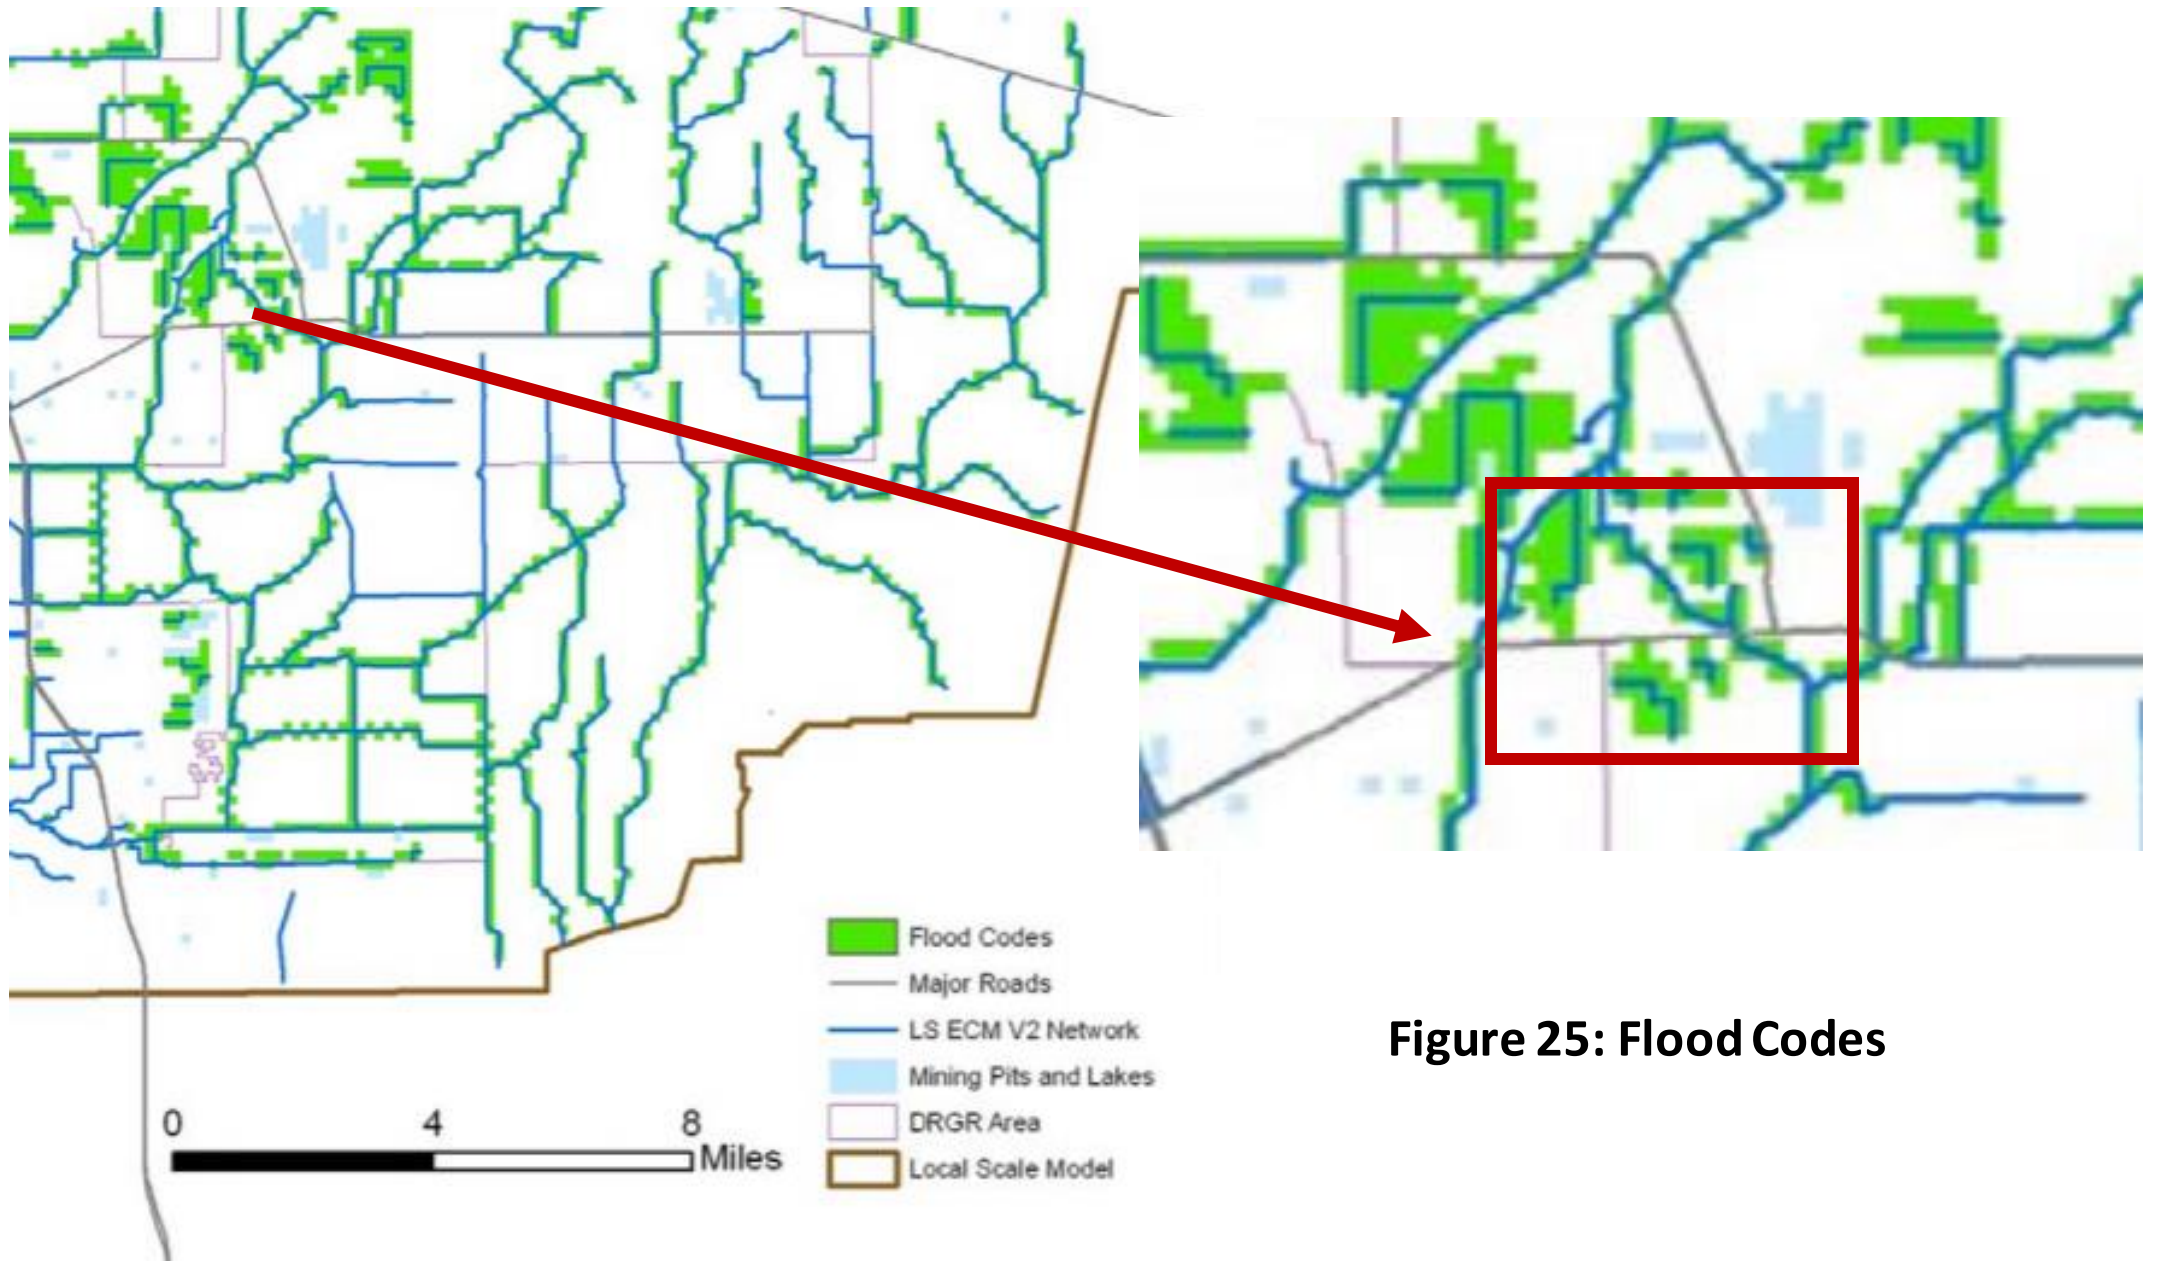 Flood Codes
Major Roads
LS ECM V2 Network
Mining Pits and Lakes
DRGR Area
Local Scale Model
0 4 8
Miles
Figure 25: Flood Codes